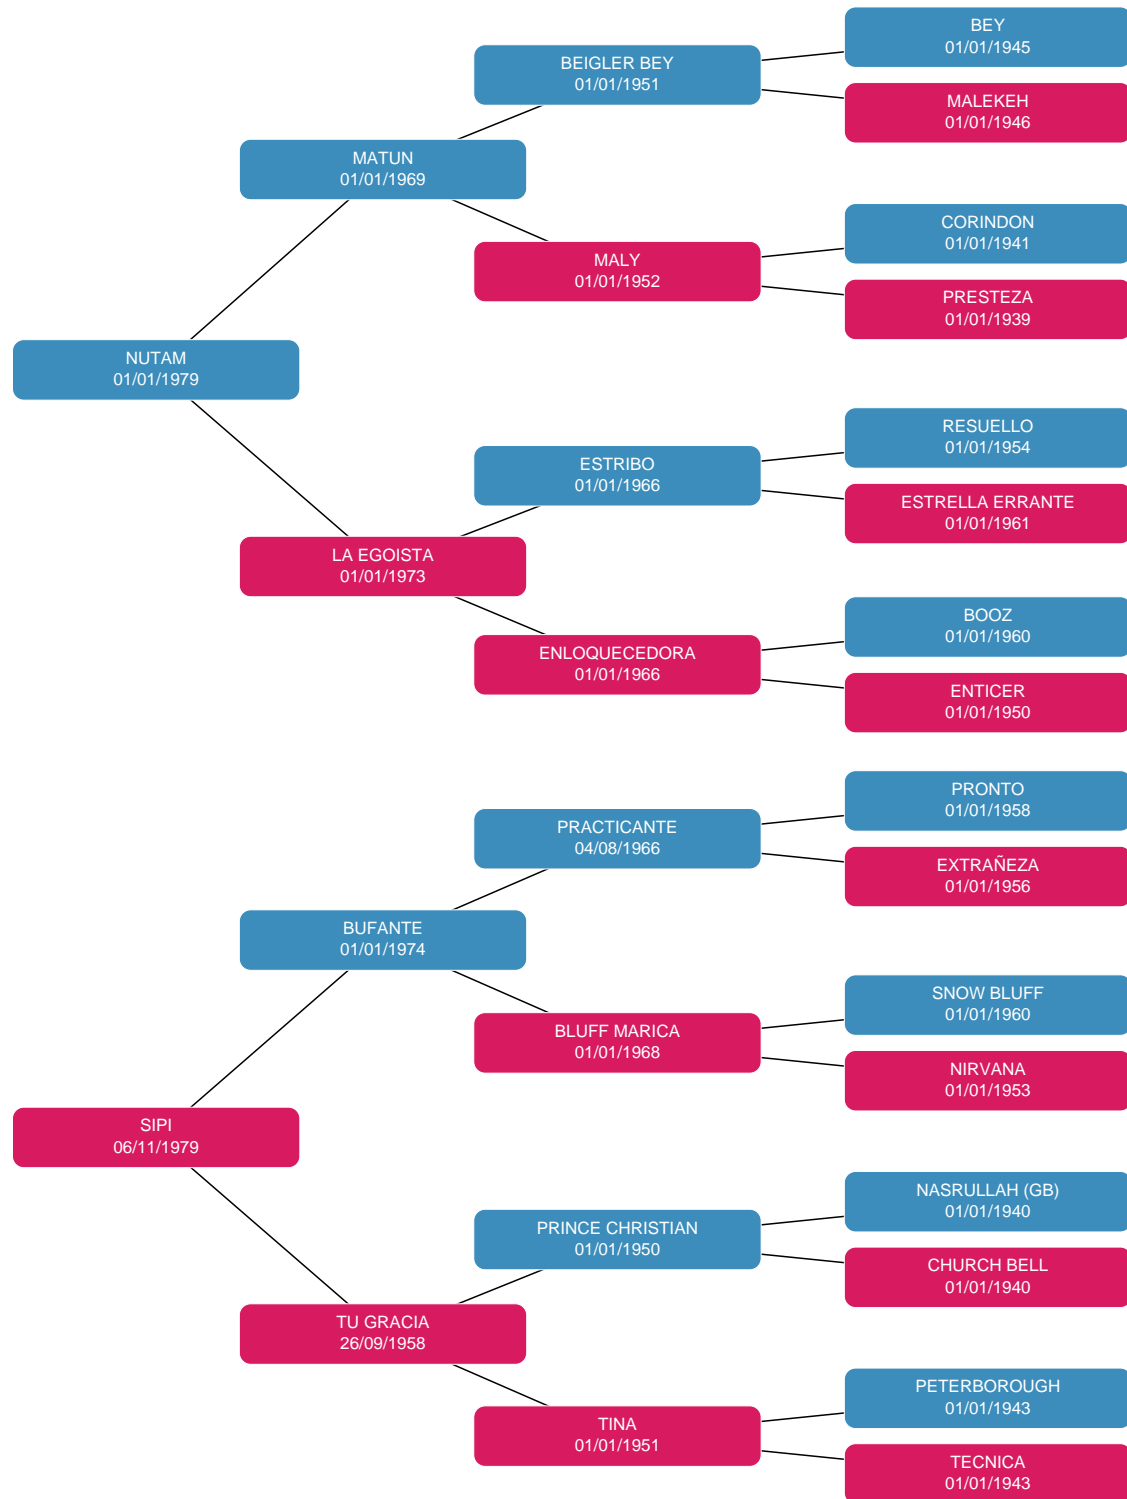 BEY
01/01/1945
BEIGLER BEY
01/01/1951
MALEKEH
01/01/1946
MATUN
01/01/1969
CORINDON
01/01/1941
MALY
01/01/1952
PRESTEZA
01/01/1939
NUTAM
01/01/1979
RESUELLO
01/01/1954
ESTRIBO
01/01/1966
ESTRELLA ERRANTE
01/01/1961
LA EGOISTA
01/01/1973
BOOZ
01/01/1960
ENLOQUECEDORA
01/01/1966
ENTICER
01/01/1950
PRONTO
01/01/1958
PRACTICANTE
04/08/1966
EXTRAÑEZA
01/01/1956
BUFANTE
01/01/1974
SNOW BLUFF
01/01/1960
BLUFF MARICA
01/01/1968
NIRVANA
01/01/1953
SIPI
06/11/1979
NASRULLAH (GB)
01/01/1940
PRINCE CHRISTIAN
01/01/1950
CHURCH BELL
01/01/1940
TU GRACIA
26/09/1958
PETERBOROUGH
01/01/1943
TINA
01/01/1951
TECNICA
01/01/1943